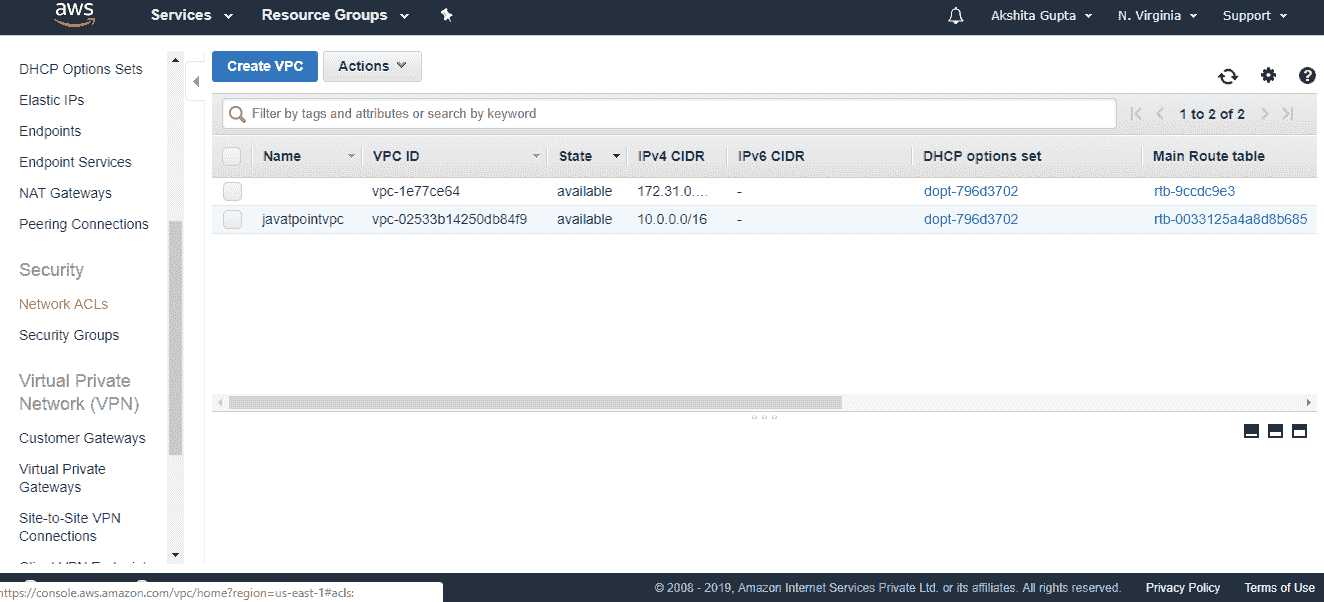 aws
Services Resource Groups Akshita Gupta N. Virginia Support
DHCP Options Sets
Elastic IPs
Endpoints
Endpoint Services
NAT Gateways
Peering Connections
Security
Network ACLs
Security Groups
Virtual Private
Network (VPN)
Customer Gateways
Virtual Private
Gateways
Site-to-Site VPN
Connections
Create VPC Actions
Filter by tags and attributes or search by keyword
1 to 2 of 2
Name VPC ID State IPv4 CIDR IPv6 CIDR DHCP options set Main Route table
vpc-1e77ce64 available 172.31.0.... - dopt-796d3702 rtb-9ccdc9e3
javatpointvpc vpc-02533b14250db84f9 available 10.0.0.0/16 - dopt-796d3702 rtb-0033125a4a8d8b685
© 2008 - 2019, Amazon Internet Services Private Ltd. or its affiliates. All rights reserved. Privacy Policy Terms of Use
https://console.aws.amazon.com/vpc/home?region=us-east-1#acls: